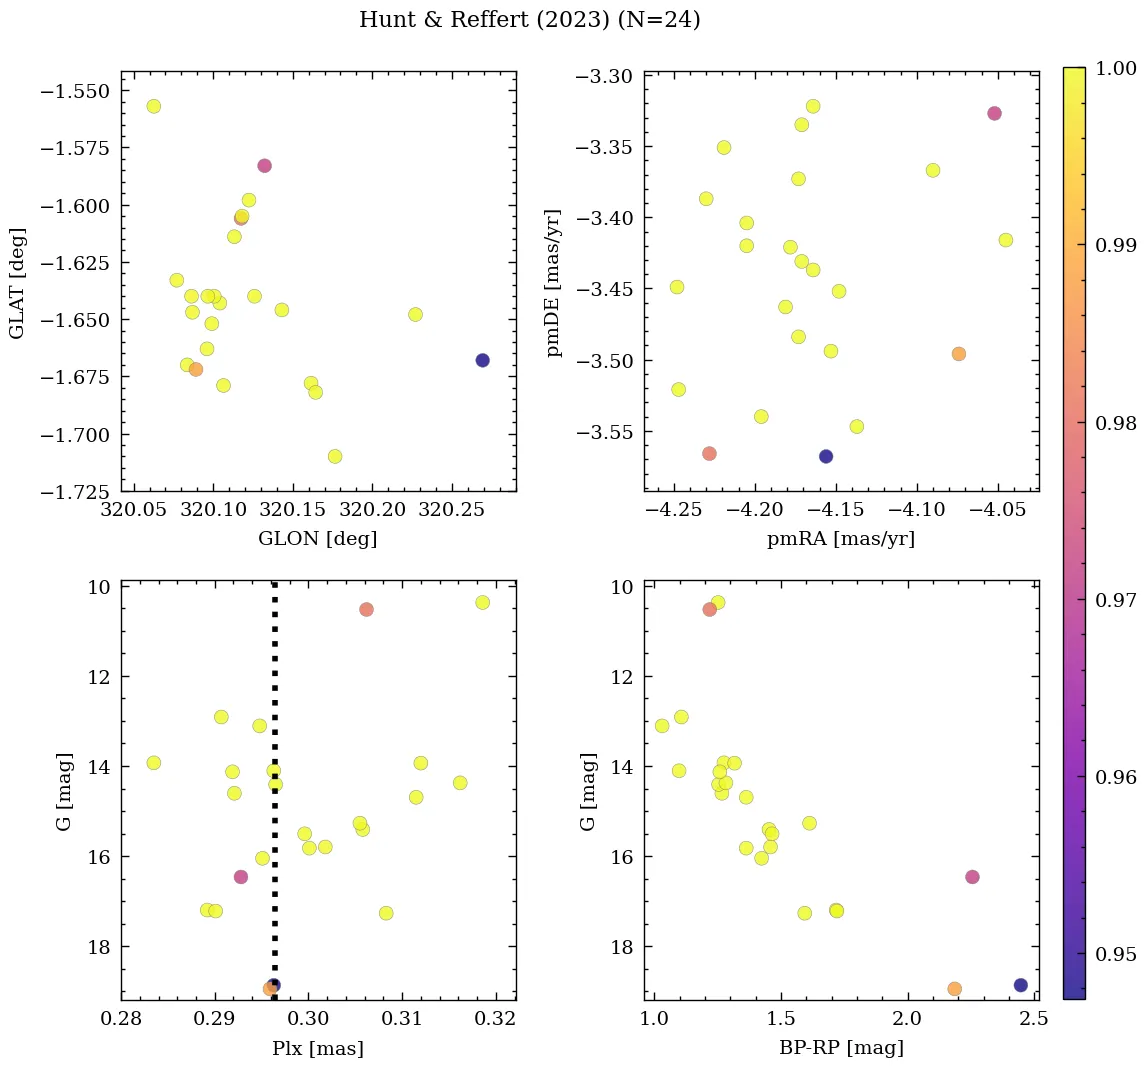 Hunt & Reffert (2023) (N=24)
−1.550
−1.575
−1.600
−1.625
−1.650
−1.675
−1.700
−1.725
GLAT [deg]
320.05 320.10 320.15 320.20 320.25
GLON [deg]
−3.30
−3.35
−3.40
−3.45
−3.50
−3.55
pmDE [mas/yr]
−4.25 −4.20 −4.15 −4.10 −4.05
pmRA [mas/yr]
10
12
14
16
18
G [mag]
0.28 0.29 0.30 0.31 0.32
Plx [mas]
10
12
14
16
18
G [mag]
1.0 1.5 2.0 2.5
BP-RP [mag]
1.00
0.99
0.98
0.97
0.96
0.95